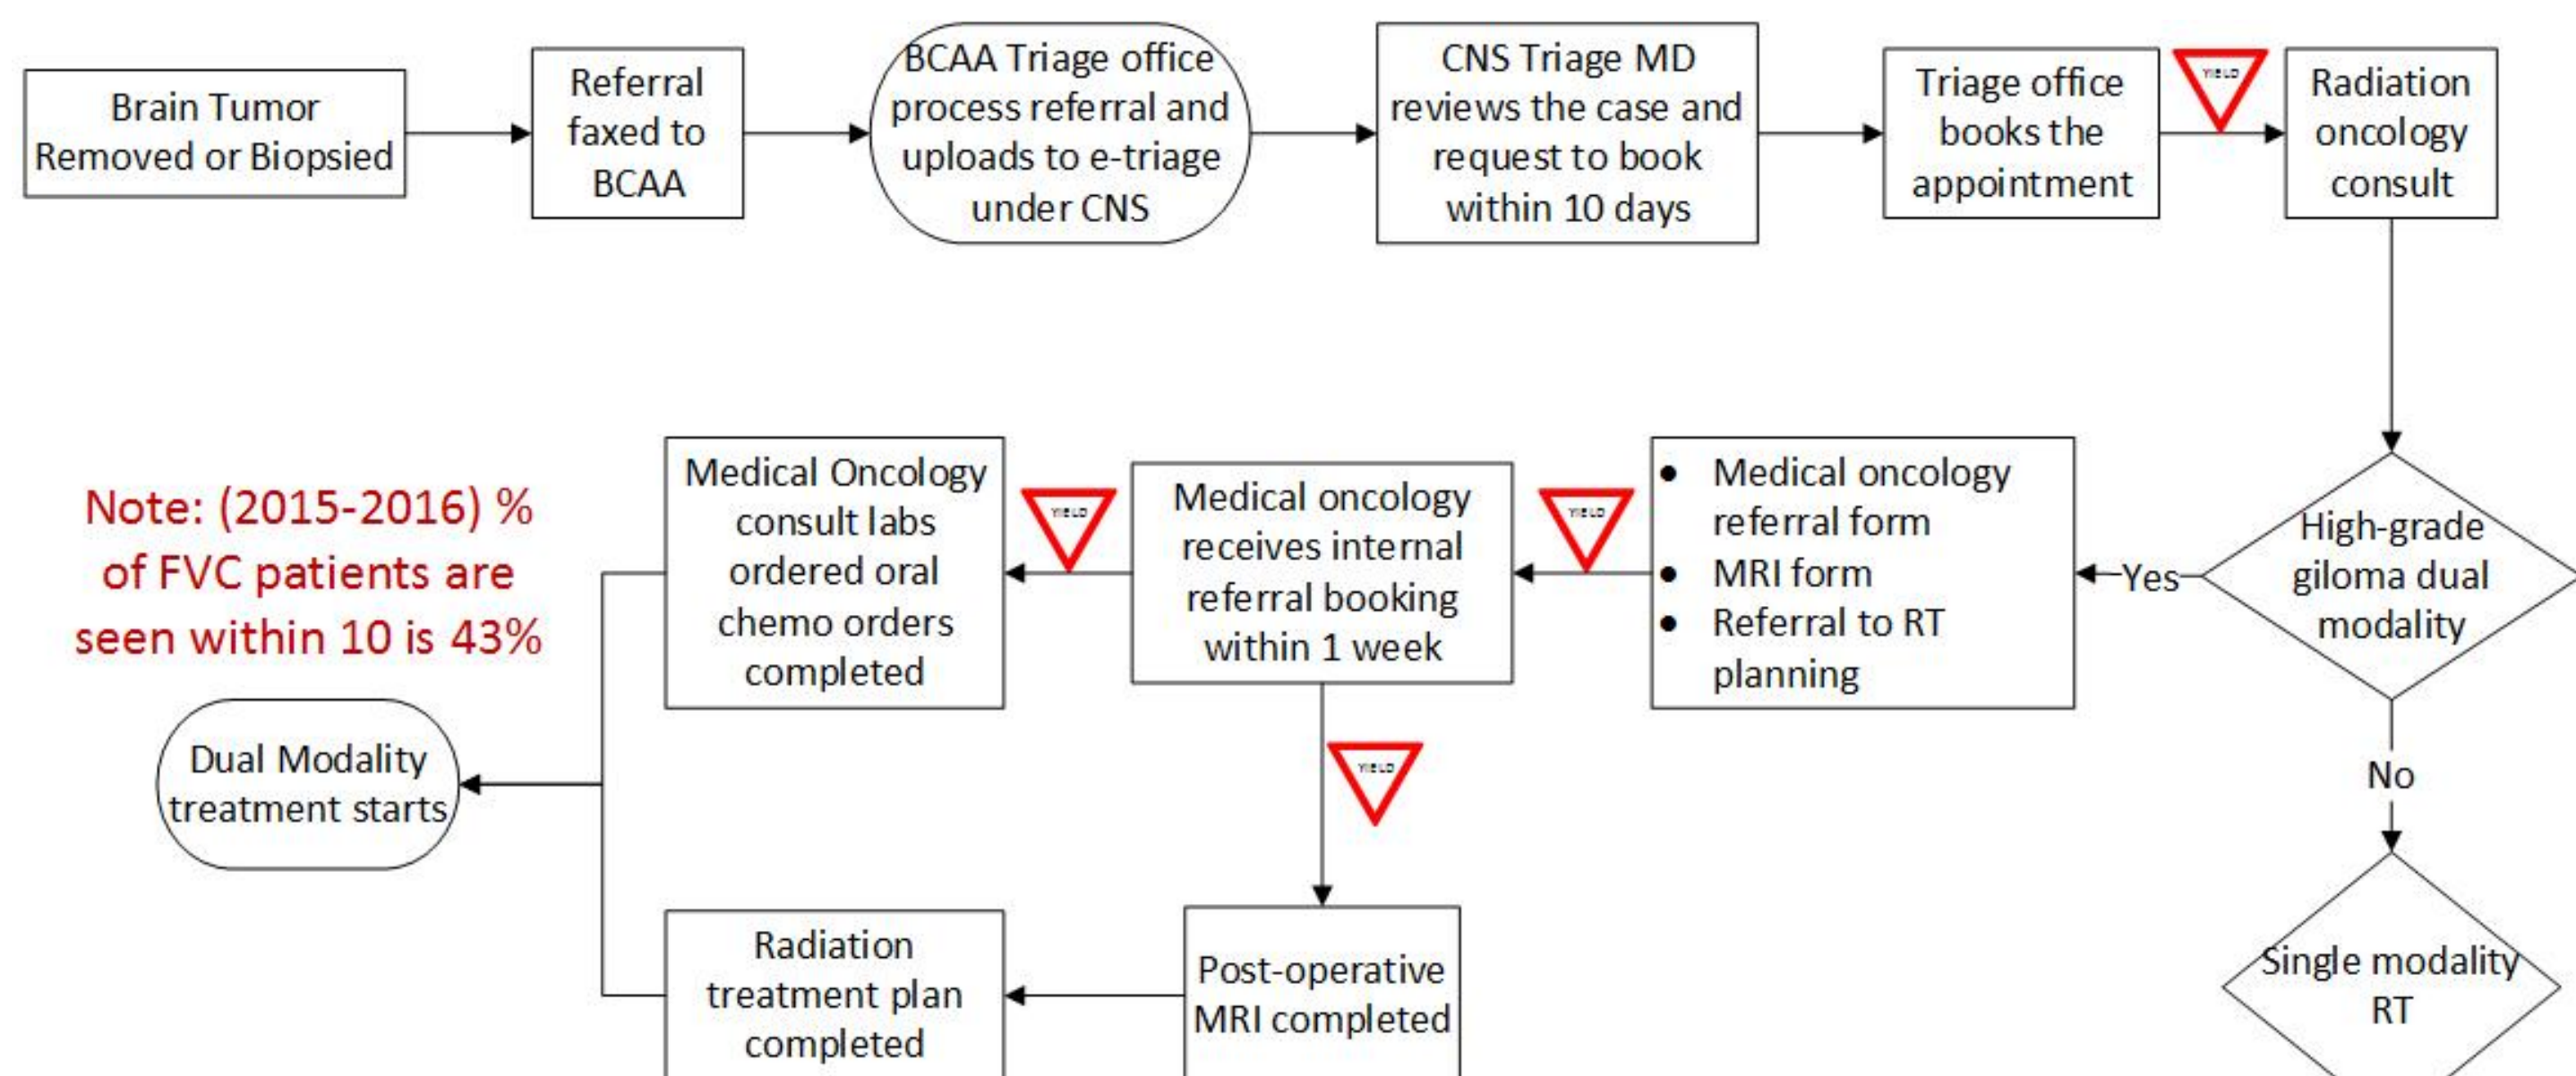 Brain Tumor
Removed or Biopsied
Referral
faxed to
BCAA
BCAA Triage office
process referral and
uploads to e-triage
under CNS
CNS Triage MD
reviews the case and
request to book
within 10 days
Triage office
books the
appointment
YIELD
Radiation
oncology
consult
High-grade
giloma dual
modality
Yes
No
Single modality
RT
• Medical oncology
referral form
• MRI form
• Referral to RT
planning
YIELD
Medical oncology
receives internal
referral booking
within 1 week
YIELD
YIELD
Medical Oncology
consult labs
ordered oral
chemo orders
completed
Post-operative
MRI completed
Radiation
treatment plan
completed
Dual Modality
treatment starts
Note: (2015-2016) %
of FVC patients are
seen within 10 is 43%